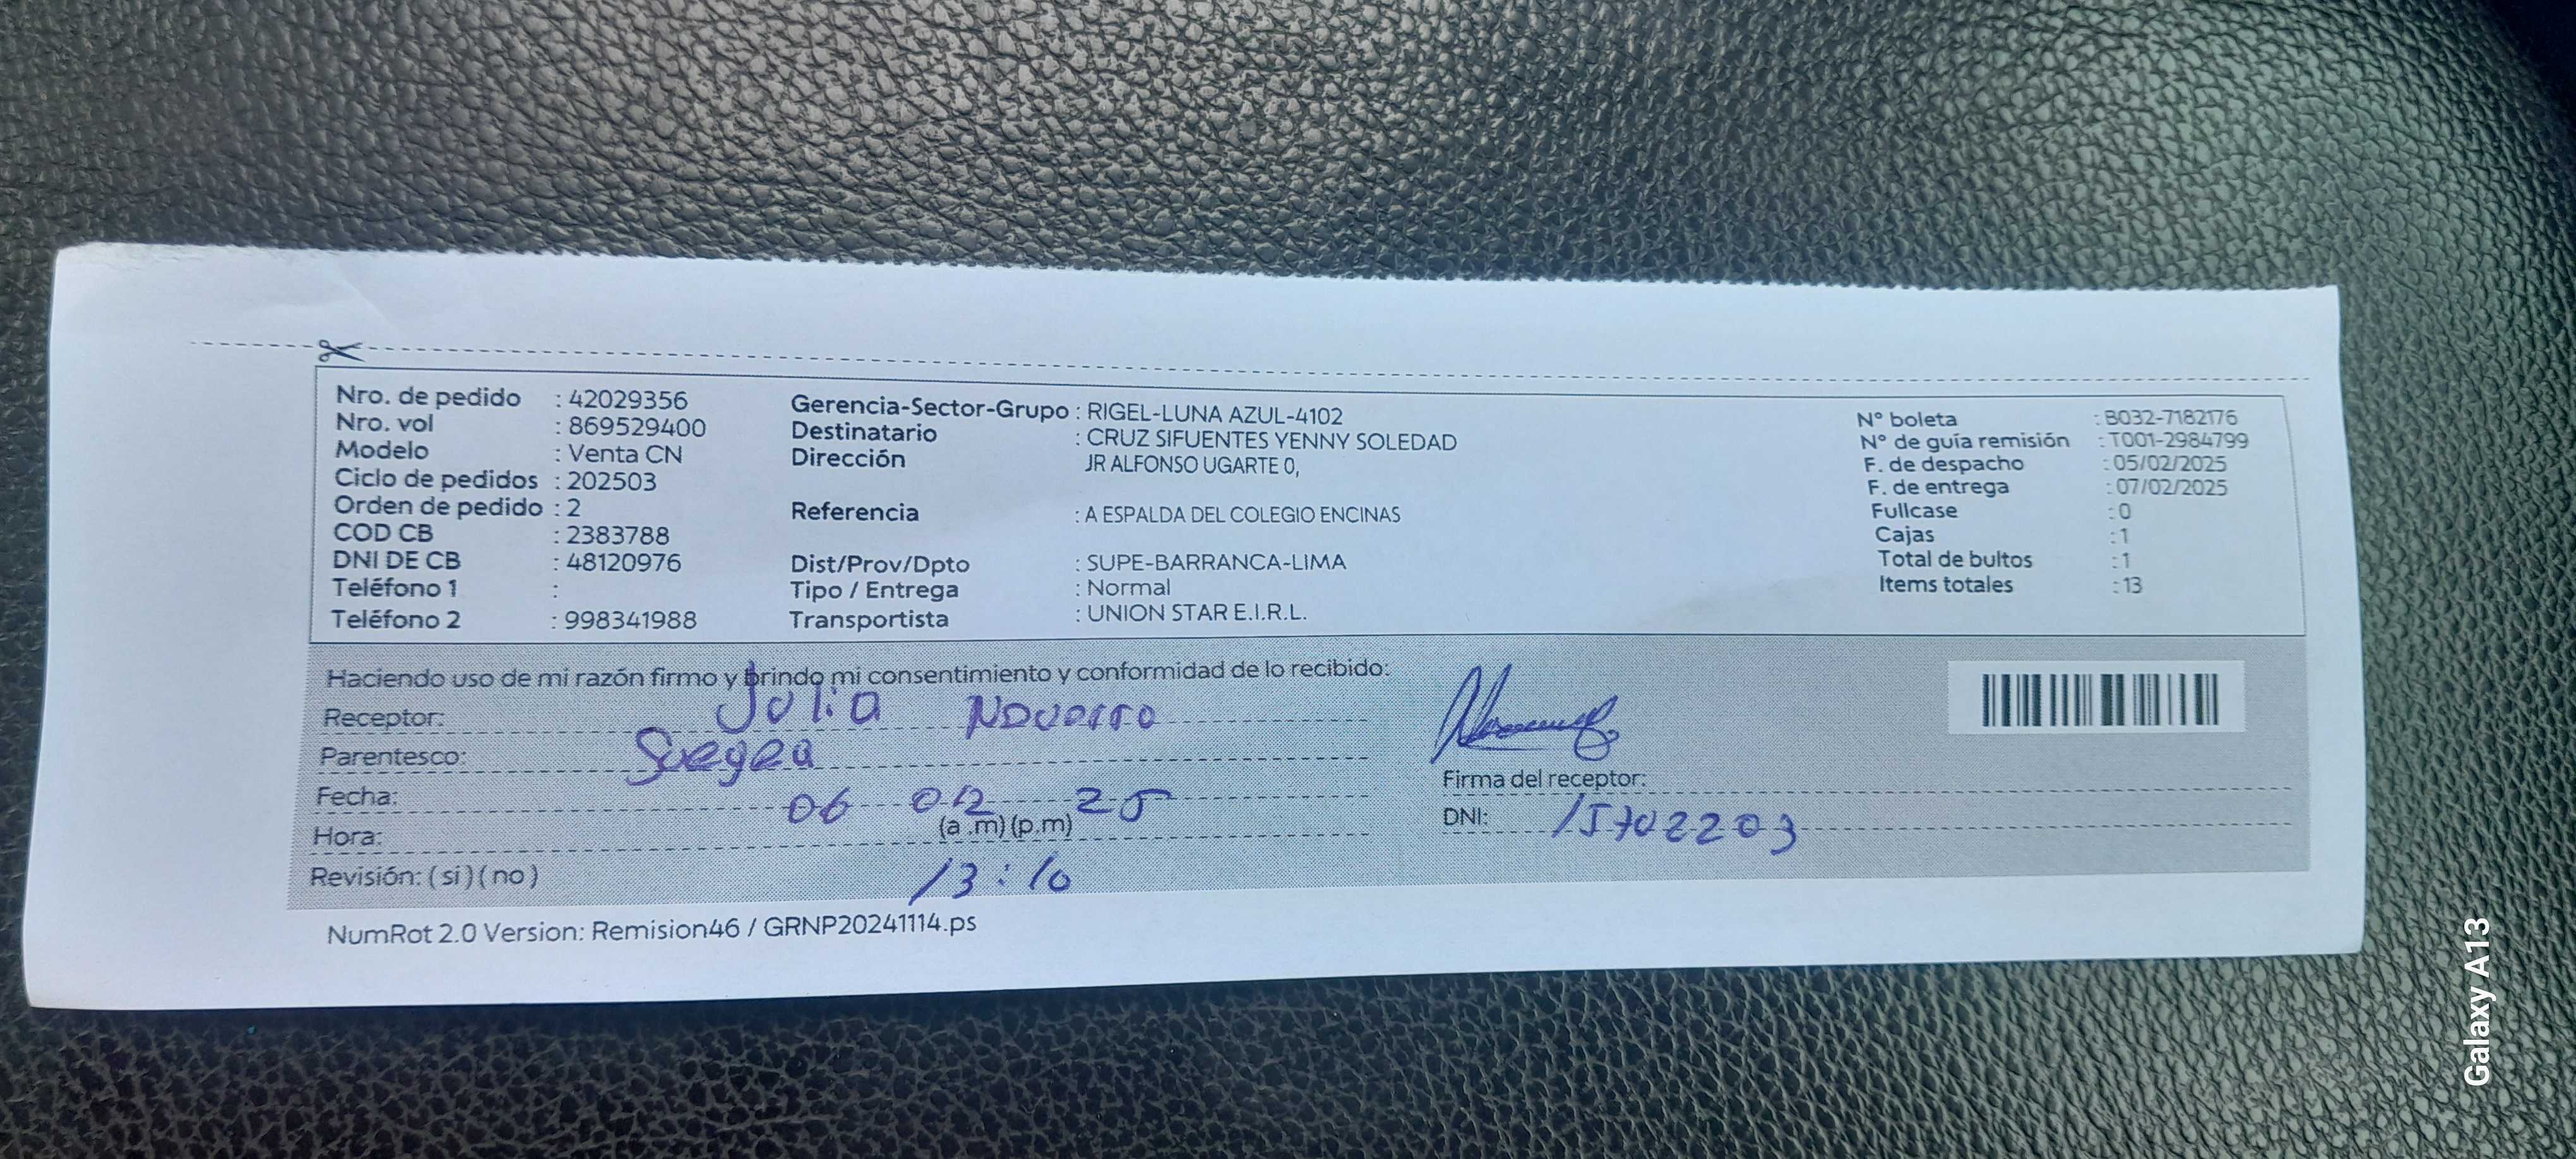 Nro. de pedido : 42029356
Nro. vol : 869529400
Modelo : Venta CN
Ciclo de pedidos : 202503
Orden de pedido : 2
COD CB : 2383788
DNI DE CB : 48120976
Teléfono 1 :
Teléfono 2 : 998341988
Gerencia-Sector-Grupo : RIGEL-LUNA AZUL-4102
Destinatario : CRUZ SIFUENTES YENNY SOLEDAD
Dirección JR ALFONSO UGARTE 0,
Referencia : A ESPALDA DEL COLEGIO ENCINAS
Dist/Prov/Dpto : SUPE-BARRANCA-LIMA
Tipo / Entrega : Normal
Transportista : UNION STAR E.I.R.L.
N° boleta : B032-7182176
N° de guía remisión : T001-2984799
F. de despacho : 05/02/2025
F. de entrega : 07/02/2025
Fullcase : 0
Cajas : 1
Total de bultos : 1
Items totales : 13
Haciendo uso de mi razón firmo y brindo mi consentimiento y conformidad de lo recibido:
Receptor: Julia Navarro
Parentesco: Suegra
Fecha: 06 02 25
Hora: (a .m) (p.m)
13:10
Revisión: ( si ) ( no )
Firma del receptor:
DNI: 15702203
NumRot 2.0 Version: Remision46 / GRNP20241114.ps
Galaxy A13